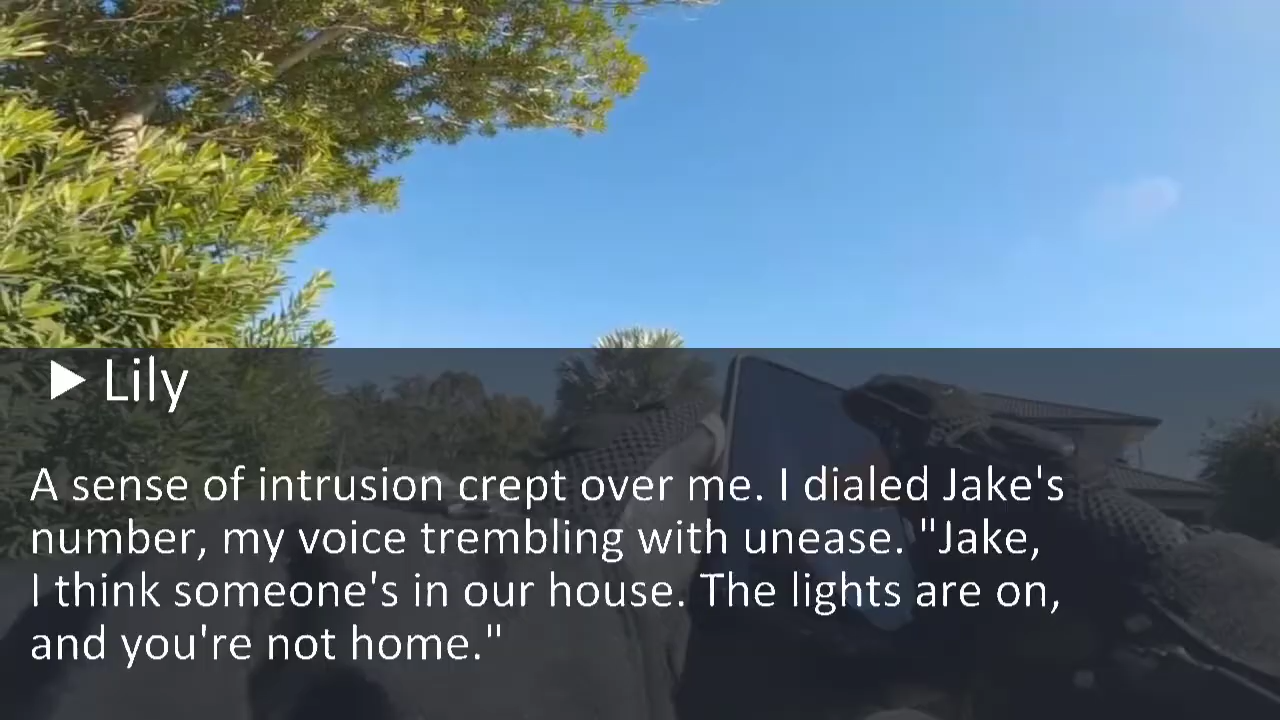 Lily
A sense of intrusion crept over me. I dialed Jake's
number, my voice trembling with unease. "Jake,
I think someone's in our house. The lights are on,
and you're not home."